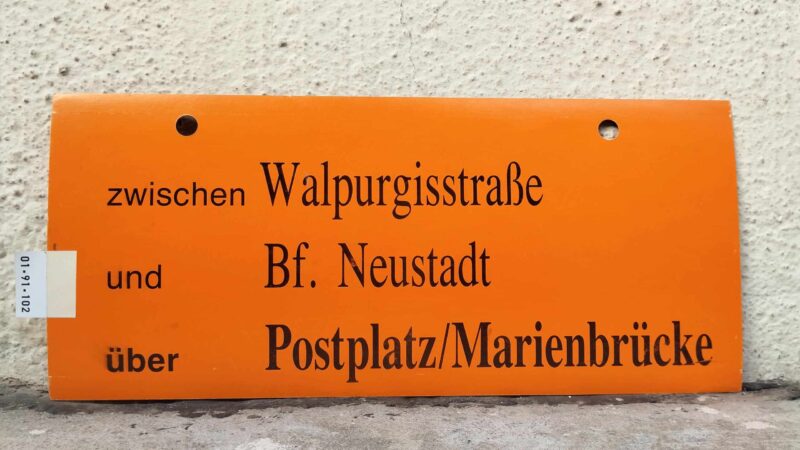 zwischen Walpurgisstraße
und Bf. Neustadt
über Postplatz/Marienbrücke
01·91·102